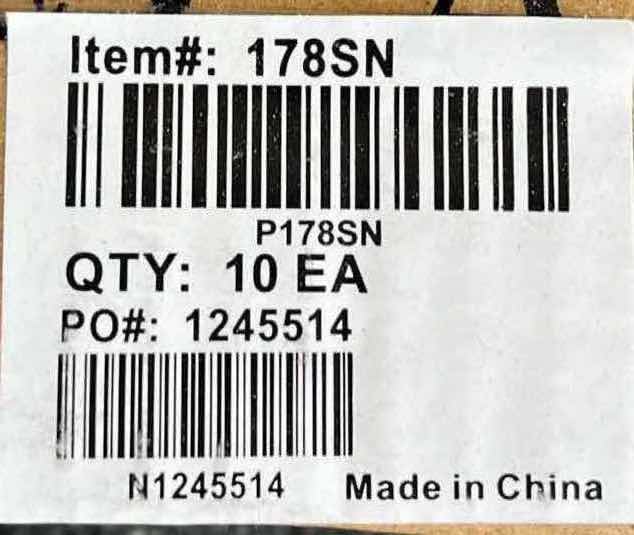 Item#: 178SN
P178SN
QTY: 10 EA
PO#: 1245514
N1245514 Made in China